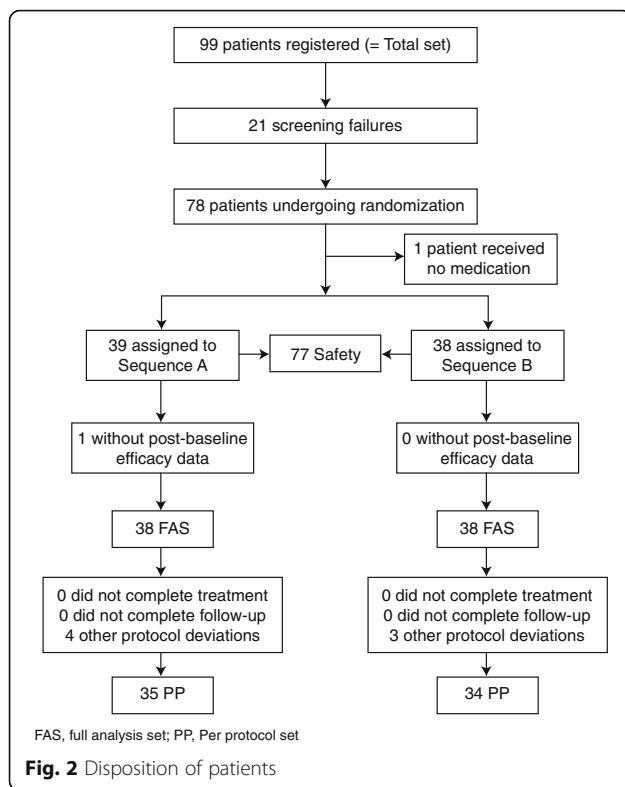 99 patients registered (= Total set)
21 screening failures
78 patients undergoing randomization
1 patient received
no medication
39 assigned to
Sequence A
77 Safety
38 assigned to
Sequence B
1 without post-baseline
efficacy data
0 without post-baseline
efficacy data
38 FAS
38 FAS
0 did not complete treatment
0 did not complete follow-up
4 other protocol deviations
0 did not complete treatment
0 did not complete follow-up
3 other protocol deviations
35 PP
34 PP
FAS, full analysis set; PP, Per protocol set
Fig. 2 Disposition of patients